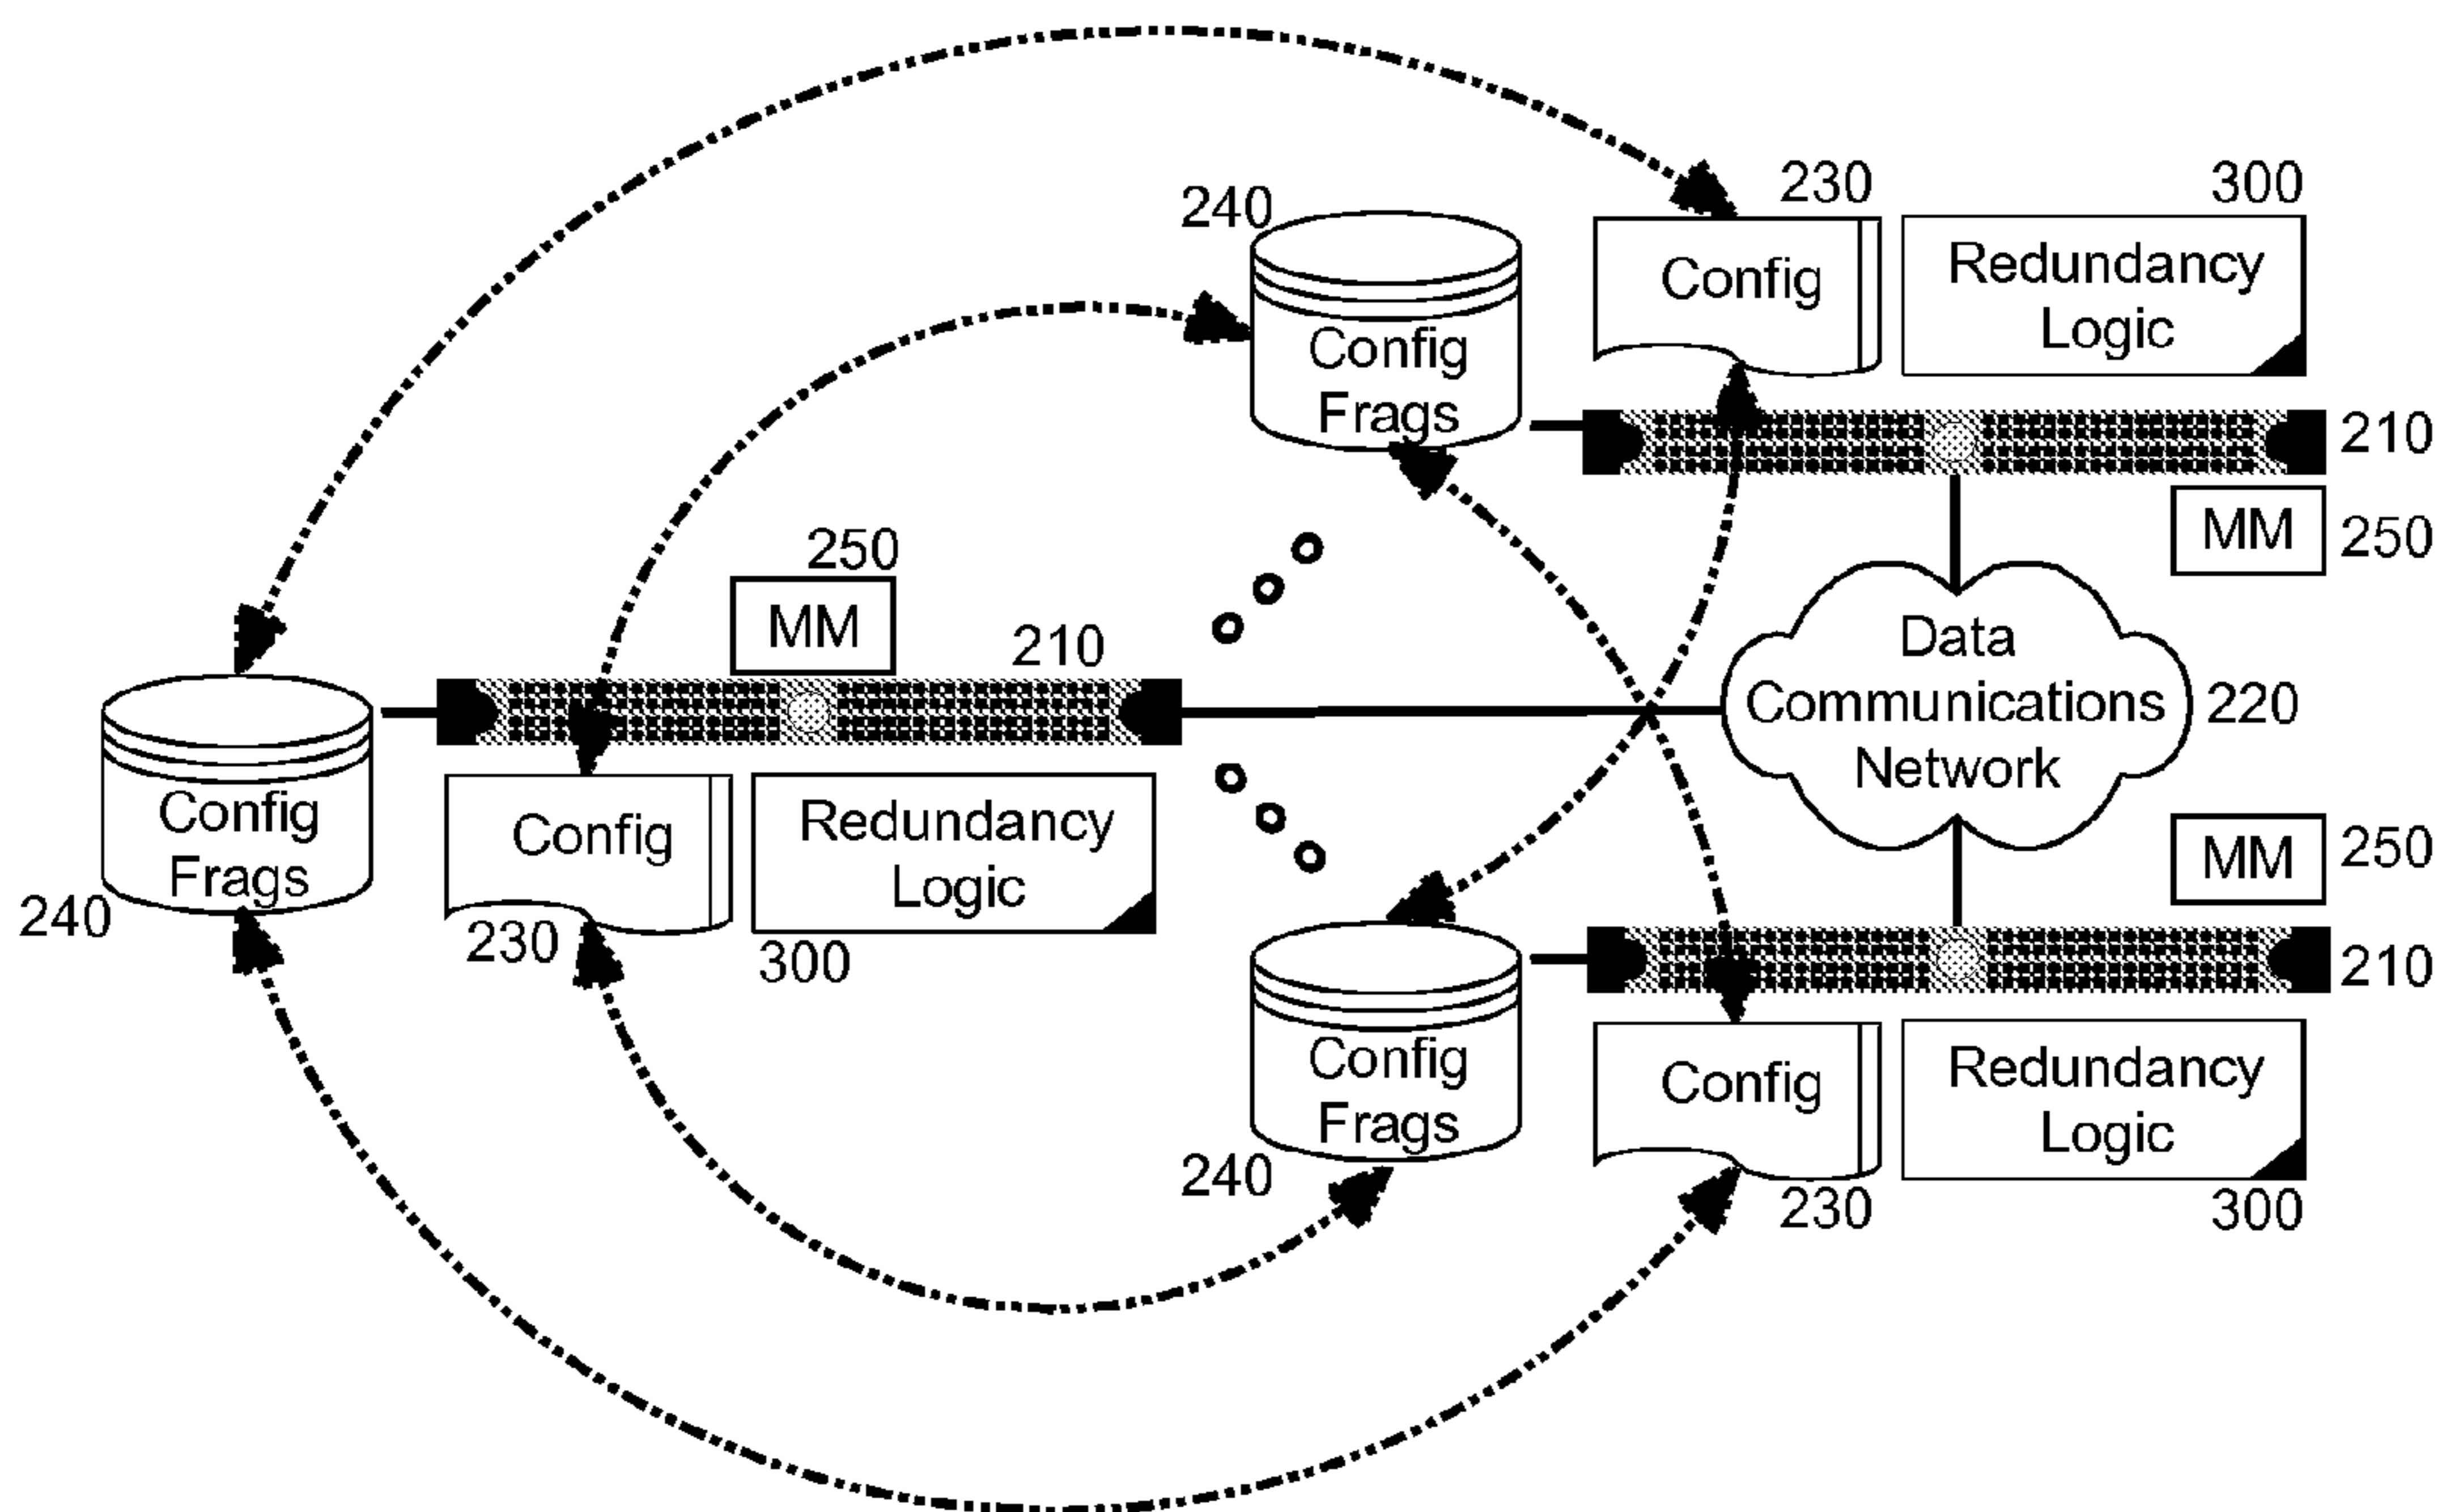 230
300
240
Config
Redundancy
Logic
Config
Frags
210
MM
250
250
MM
210
Data
Communications
Network
220
Config
Frags
240
Config
230
Redundancy
Logic
300
MM
250
210
Config
Frags
240
Config
230
Redundancy
Logic
300